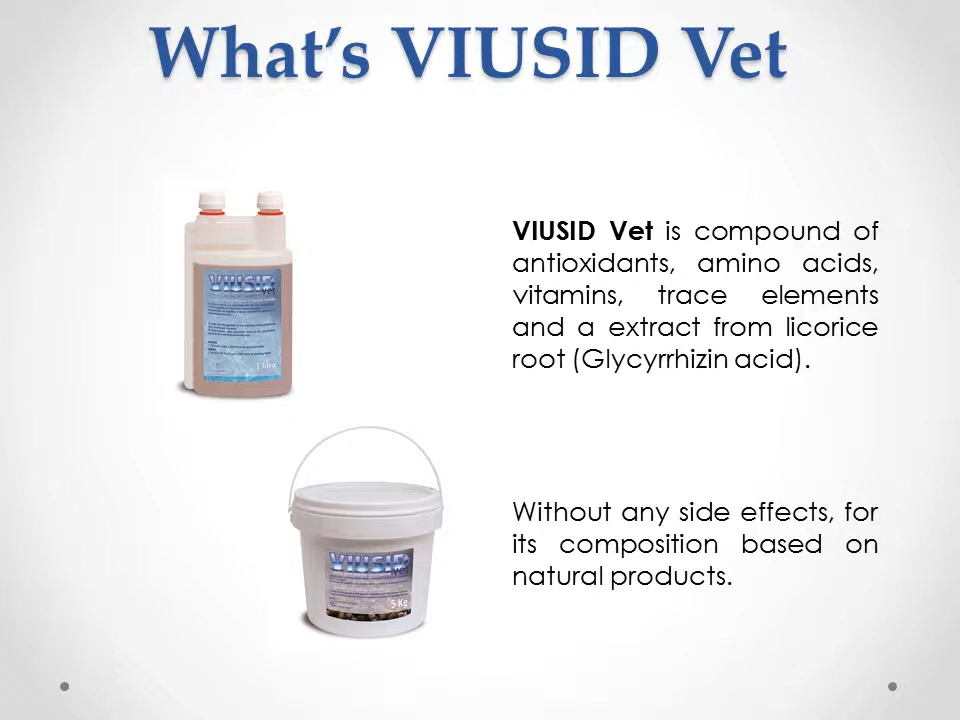 What's VIUSID Vet
VIUSID Vet is compound of
antioxidants, amino acids,
vitamins, trace elements
and a extract from licorice
root (Glycyrrhizin acid).
VIUSID
vet
1 litro
Without any side effects, for
its composition based on
natural products.
VIUSID
vet
5 Kg